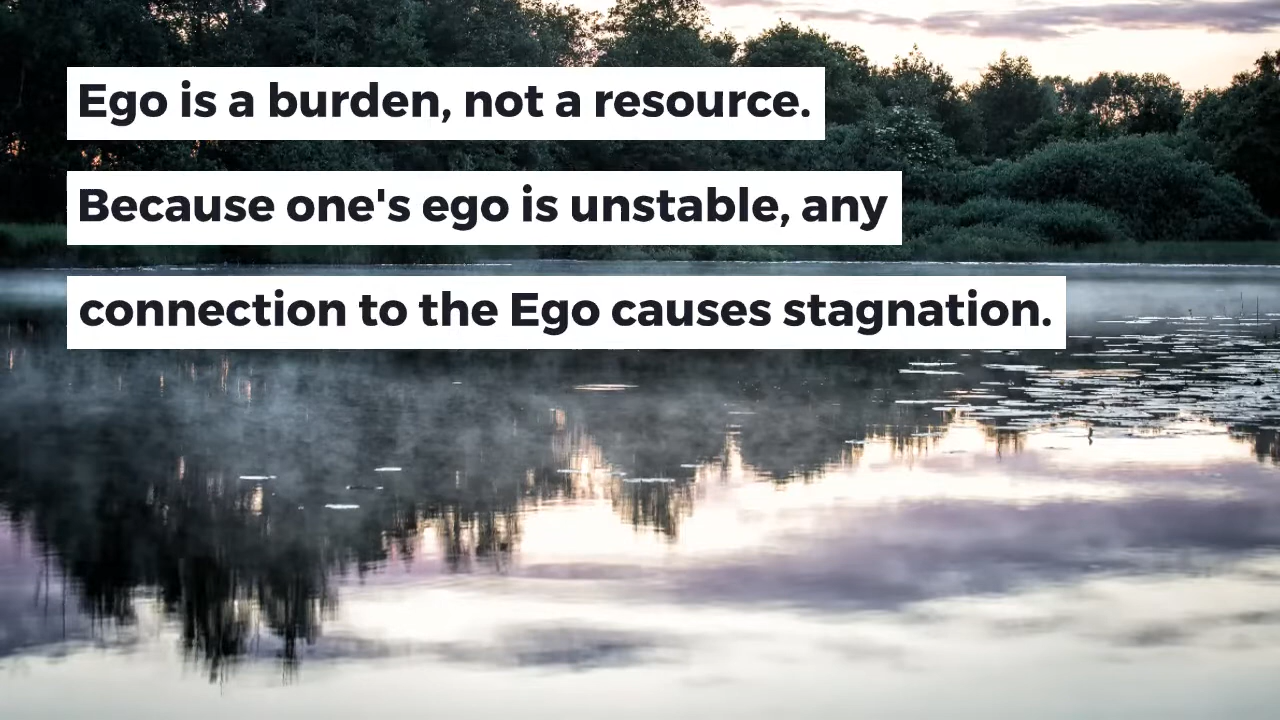 Ego is a burden, not a resource.
Because one's ego is unstable, any
connection to the Ego causes stagnation.